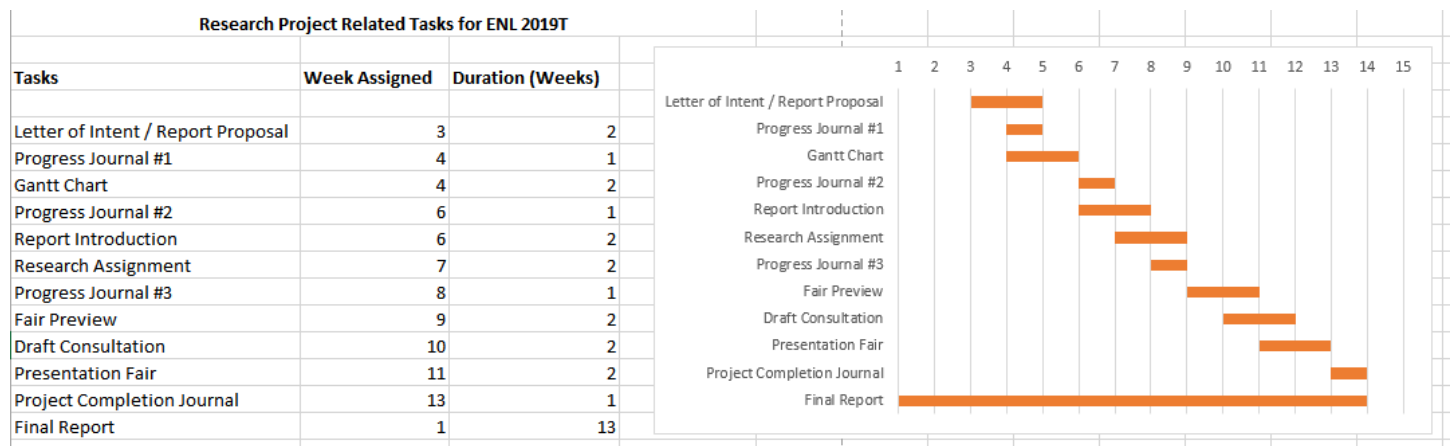 Research Project Related Tasks for ENL 2019T
Tasks Week Assigned Duration (Weeks)
Letter of Intent / Report Proposal 3 2
Progress Journal #1 4 1
Gantt Chart 4 2
Progress Journal #2 6 1
Report Introduction 6 2
Research Assignment 7 2
Progress Journal #3 8 1
Fair Preview 9 2
Draft Consultation 10 2
Presentation Fair 11 2
Project Completion Journal 13 1
Final Report 1 13
1 2 3 4 5 6 7 8 9 10 11 12 13 14 15
Letter of Intent / Report Proposal
Progress Journal #1
Gantt Chart
Progress Journal #2
Report Introduction
Research Assignment
Progress Journal #3
Fair Preview
Draft Consultation
Presentation Fair
Project Completion Journal
Final Report